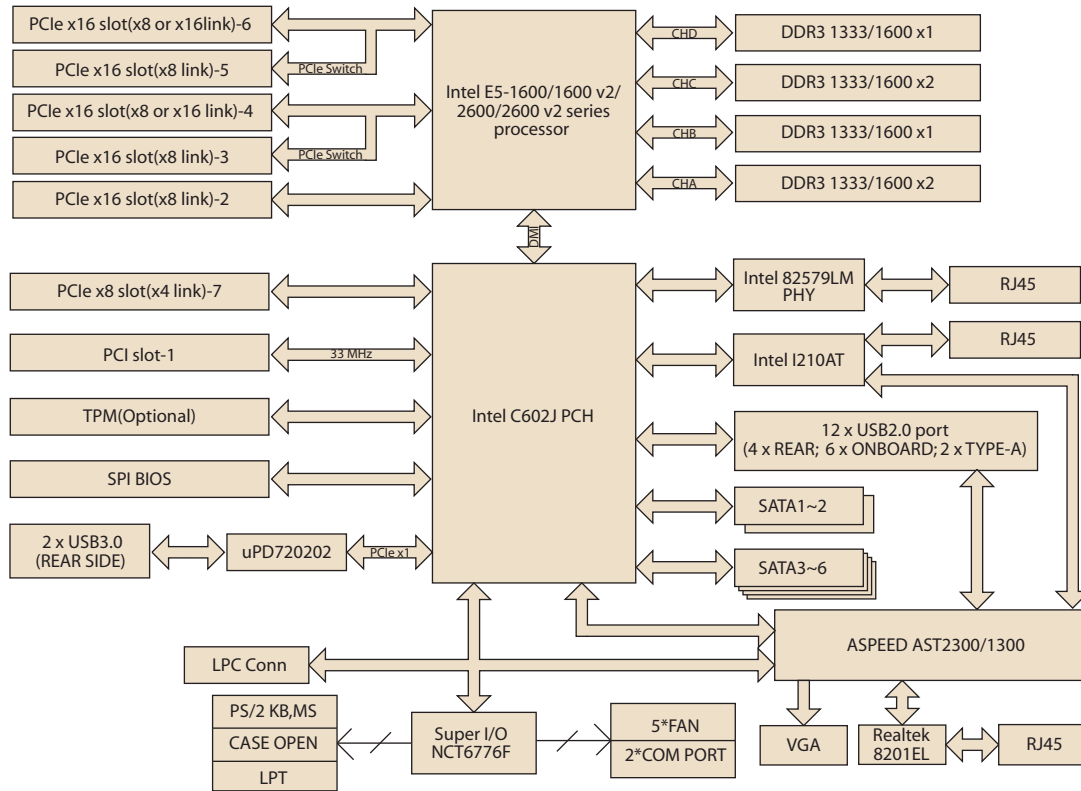 PCIe x16 slot(x8 or x16link)-6
PCIe x16 slot(x8 link)-5
PCIe Switch
PCIe x16 slot(x8 or x16 link)-4
PCIe x16 slot(x8 link)-3
PCIe Switch
PCIe x16 slot(x8 link)-2
Intel E5-1600/1600 v2/
2600/2600 v2 series
processor
CHD
DDR3 1333/1600 x1
CHC
DDR3 1333/1600 x2
CHB
DDR3 1333/1600 x1
CHA
DDR3 1333/1600 x2
DMI
PCIe x8 slot(x4 link)-7
PCI slot-1
33 MHz
TPM(Optional)
SPI BIOS
2 x USB3.0
(REAR SIDE)
uPD720202
PCIe x1
Intel C602J PCH
Intel 82579LM
PHY
RJ45
Intel I210AT
RJ45
12 x USB2.0 port
(4 x REAR; 6 x ONBOARD; 2 x TYPE-A)
SATA1~2
SATA3~6
ASPEED AST2300/1300
LPC Conn
PS/2 KB,MS
CASE OPEN
LPT
Super I/O
NCT6776F
5*FAN
2*COM PORT
VGA
Realtek
8201EL
RJ45